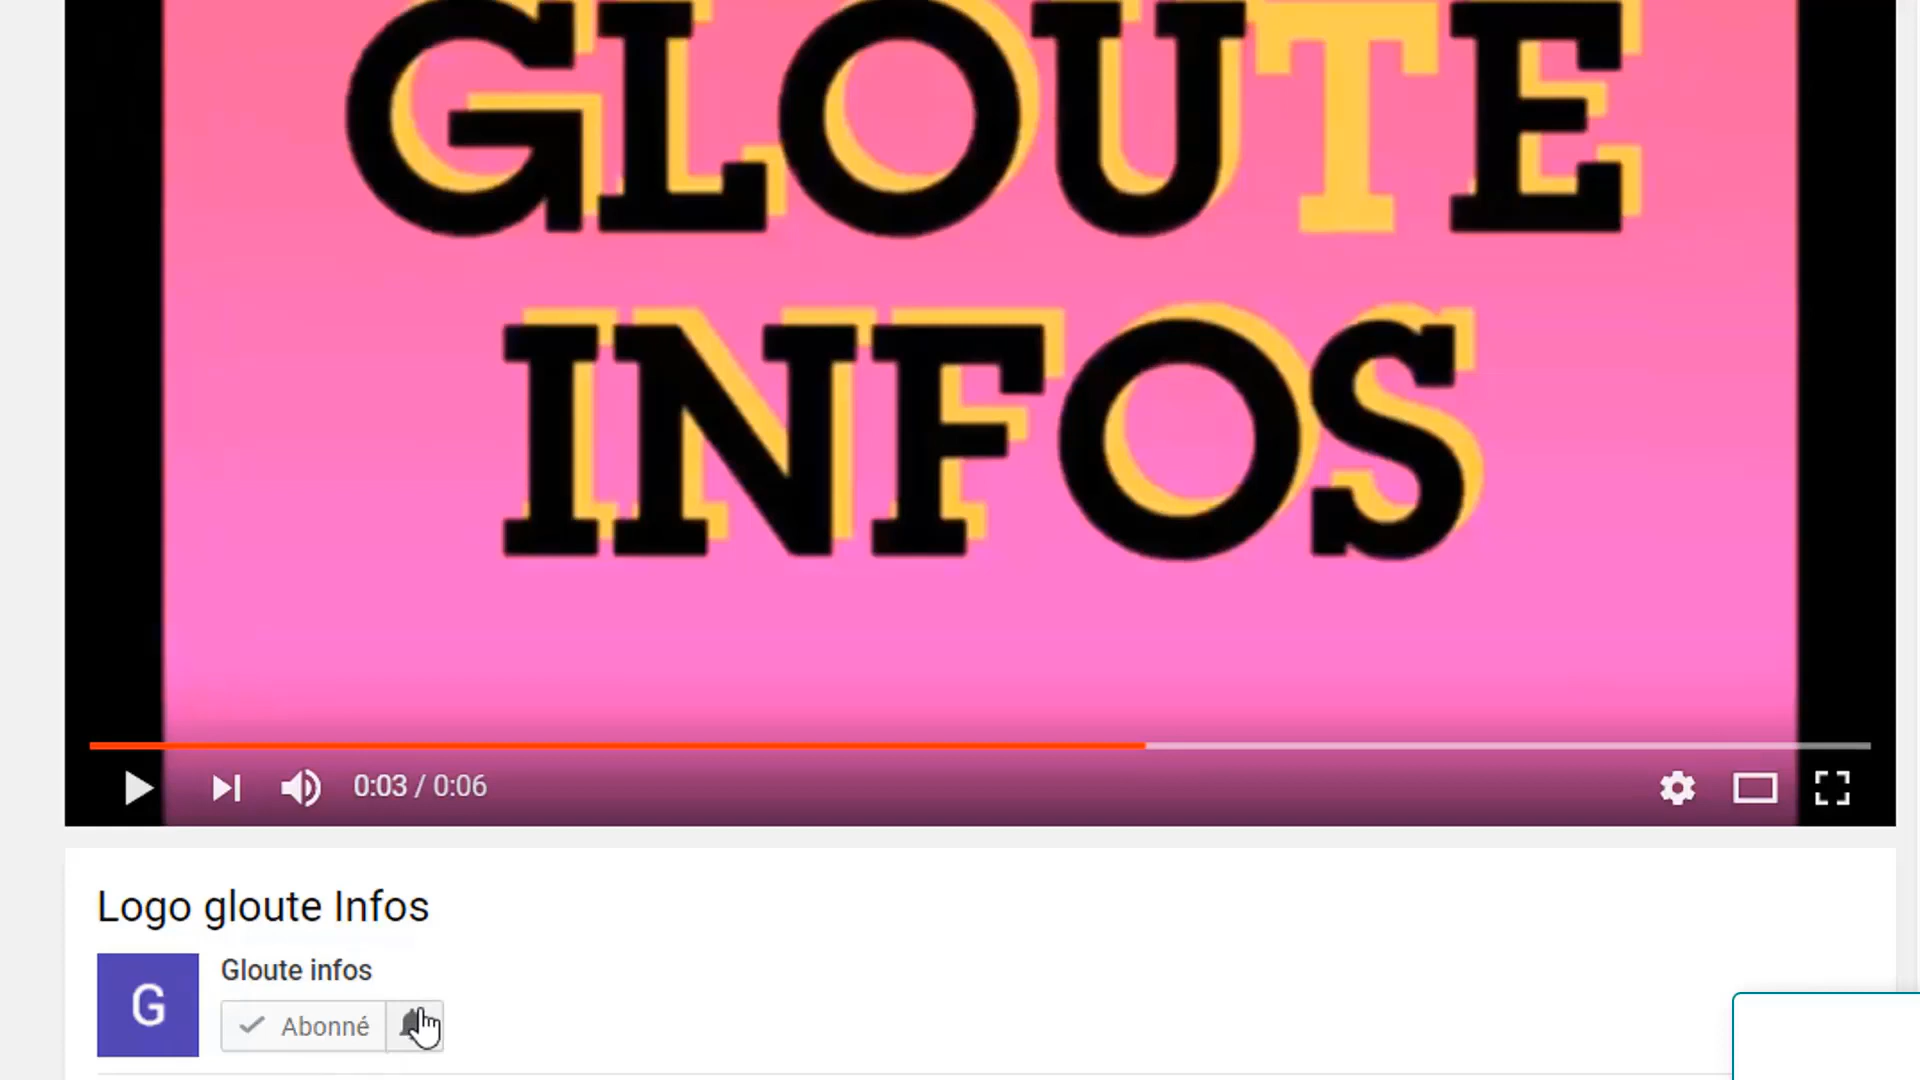 GLOUTE
INFOS
0:03 / 0:06
Logo gloute Infos
G
Gloute infos
Abonné